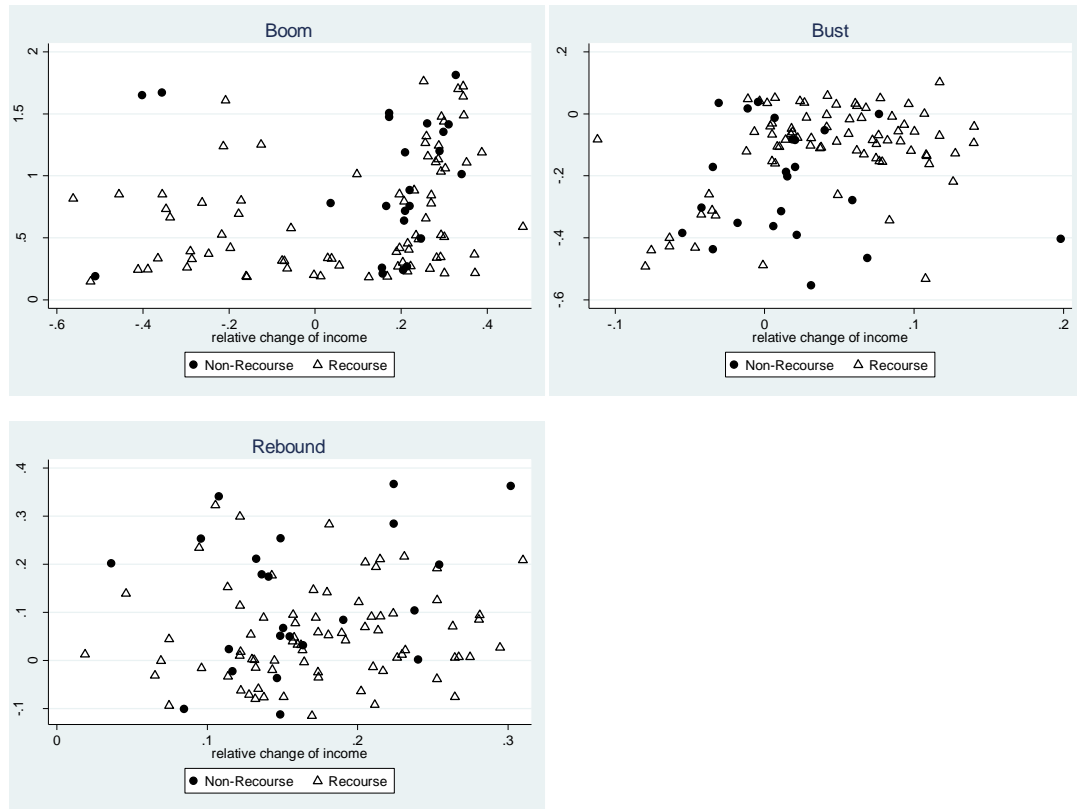 Boom
2
1.5
1
.5
0
-.6 -.4 -.2 0 .2 .4
relative change of income
Non-Recourse Recourse
Bust
.2
0
-.2
-.4
-.6
-.1 0 .1 .2
relative change of income
Non-Recourse Recourse
Rebound
.4
.3
.2
.1
0
-.1
0 .1 .2 .3
relative change of income
Non-Recourse Recourse